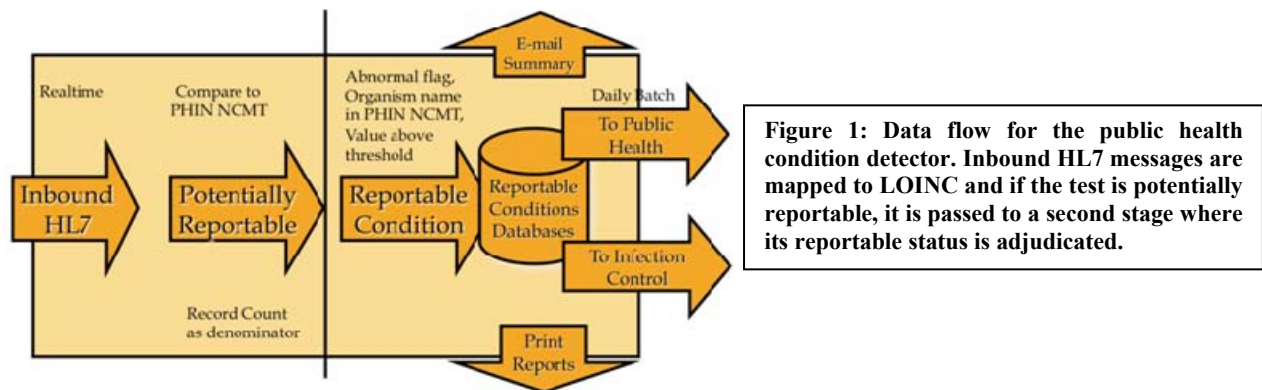 E-mail
Summary
Realtime
Compare to
PHIN NCMT
Abnormal flag,
Organism name
in PHIN NCMT,
Value above
threshold
Daily Batch
To Public
Health
Inbound
HL7
Potentially
Reportable
Reportable
Condition
Reportable
Conditions
Databases
To Infection
Control
Record Count
as denominator
Print
Reports
Figure 1: Data flow for the public health
condition detector. Inbound HL7 messages are
mapped to LOINC and if the test is potentially
reportable, it is passed to a second stage where
its reportable status is adjudicated.